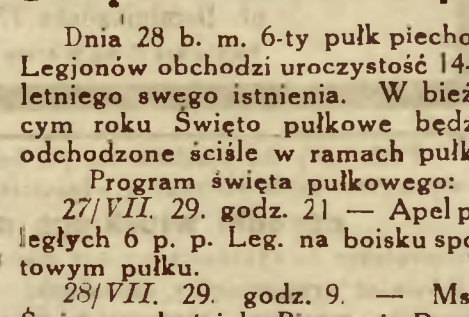 Dnia 28 b. m. 6-ty pułk piecho
Legjonów obchodzi uroczystość 14-
letniego swego istnienia. W bież
cym roku Święto pułkowe będz
odchodzone ściśle w ramach pułk
Program święta pułkowego:
27/VII. 29. godz. 21 — Apel p
ległych 6 p. p. Leg. na boisku spo
towym pułku.
28/VII. 29. godz. 9. — Ms